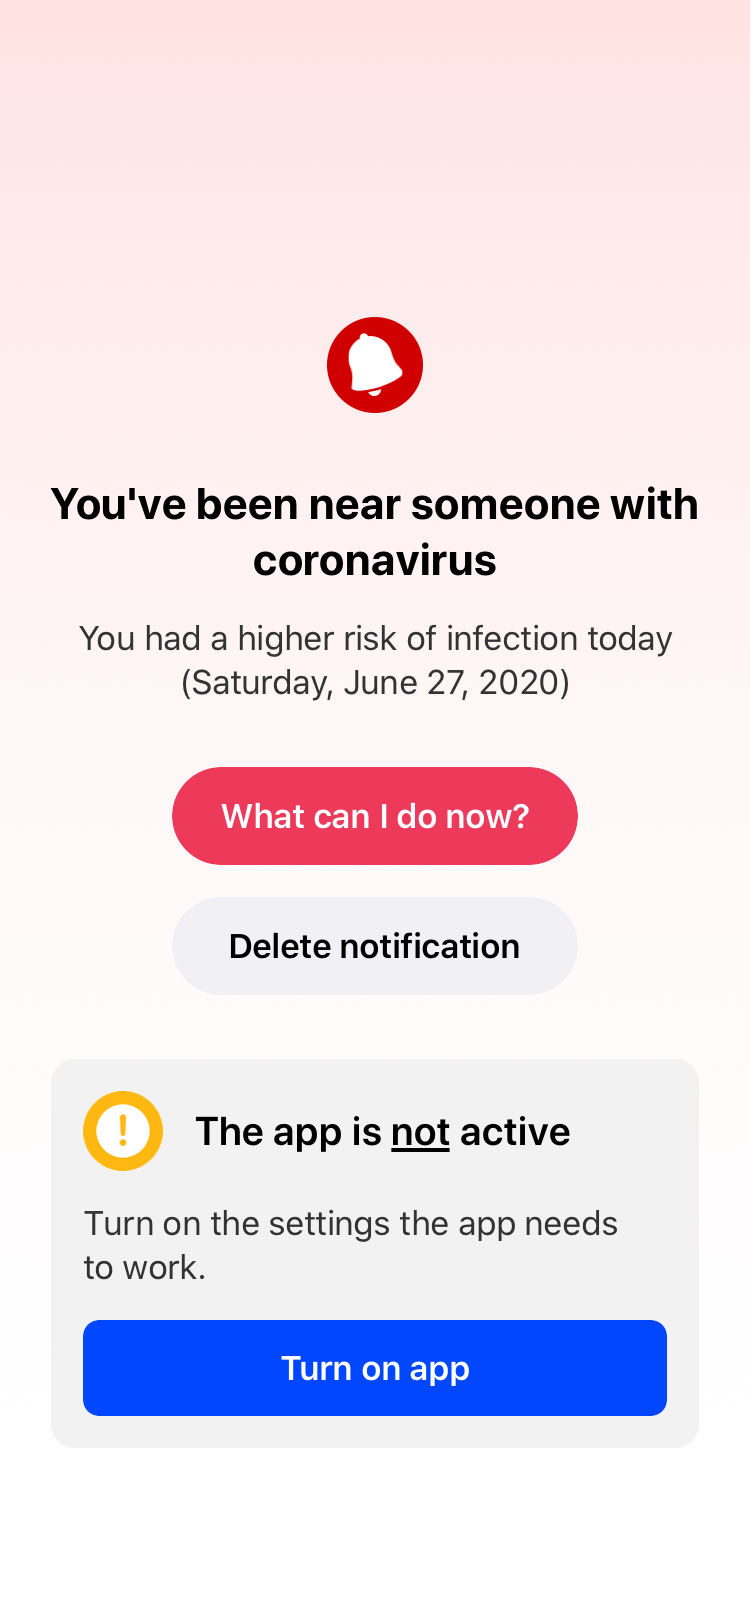 You've been near someone with
coronavirus
You had a higher risk of infection today
(Saturday, June 27, 2020)
What can I do now?
Delete notification
!
The app is not active
Turn on the settings the app needs
to work.
Turn on app